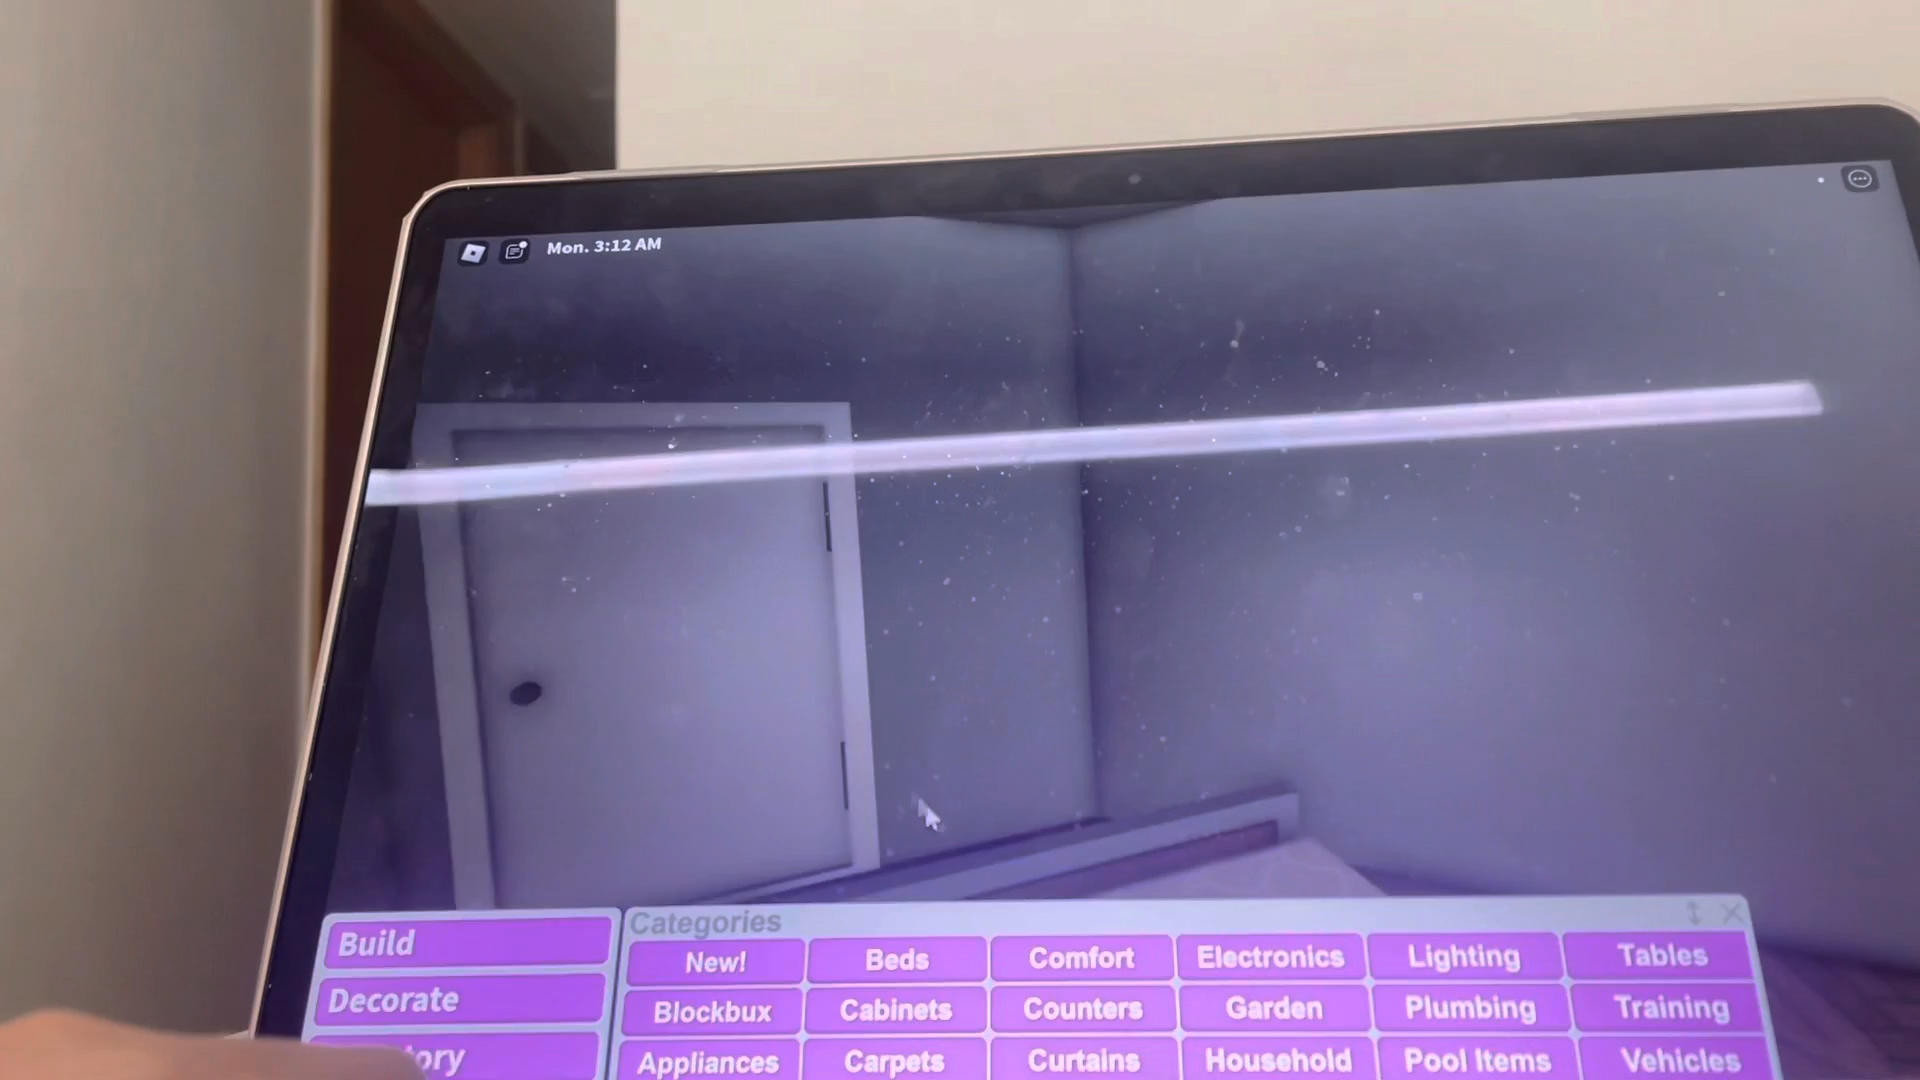 Mon. 3:12 AM
Build
Decorate
Categories
New! Beds Comfort Electronics Lighting Tables
Blockbux Cabinets Counters Garden Plumbing Training
Appliances Carpets Curtains Household Pool Items Vehicles